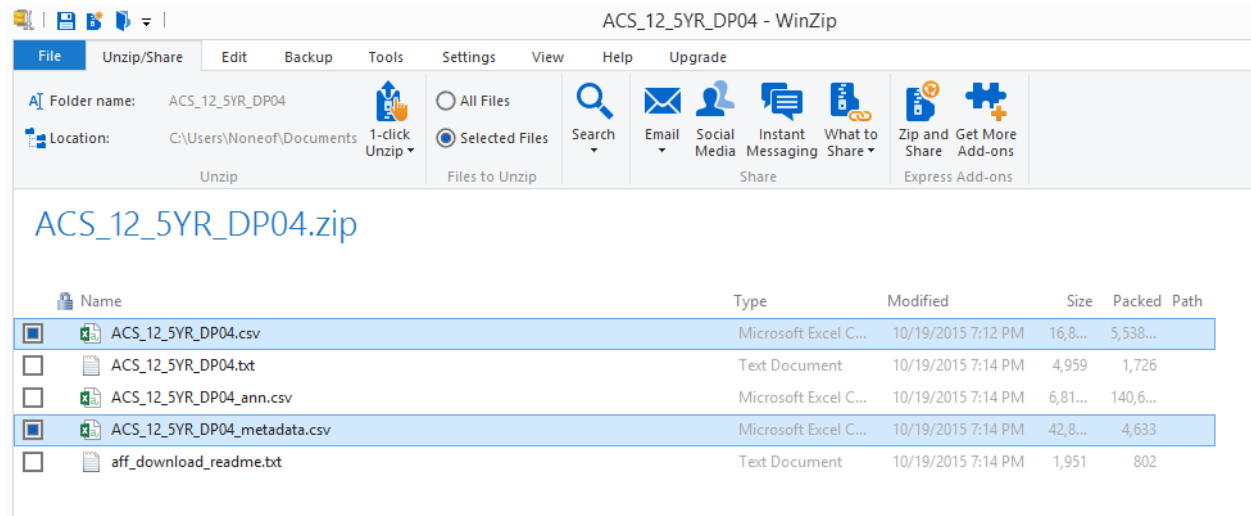 ACS_12_5YR_DP04 - WinZip
File Unzip/Share Edit Backup Tools Settings View Help Upgrade
Folder name: ACS_12_5YR_DP04
Location: C:\Users\Noneof\Documents
1-click
Unzip
Unzip
All Files
Selected Files
Files to Unzip
Search
Email
Social
Media
Instant
Messaging
What to
Share
Share
Zip and
Share
Get More
Add-ons
Express Add-ons
ACS_12_5YR_DP04.zip
Name Type Modified Size Packed Path
ACS_12_5YR_DP04.csv Microsoft Excel C... 10/19/2015 7:12 PM 16,8... 5,538...
ACS_12_5YR_DP04.txt Text Document 10/19/2015 7:14 PM 4,959 1,726
ACS_12_5YR_DP04_ann.csv Microsoft Excel C... 10/19/2015 7:14 PM 6,81... 140,6...
ACS_12_5YR_DP04_metadata.csv Microsoft Excel C... 10/19/2015 7:14 PM 42,8... 4,633
aff_download_readme.txt Text Document 10/19/2015 7:14 PM 1,951 802